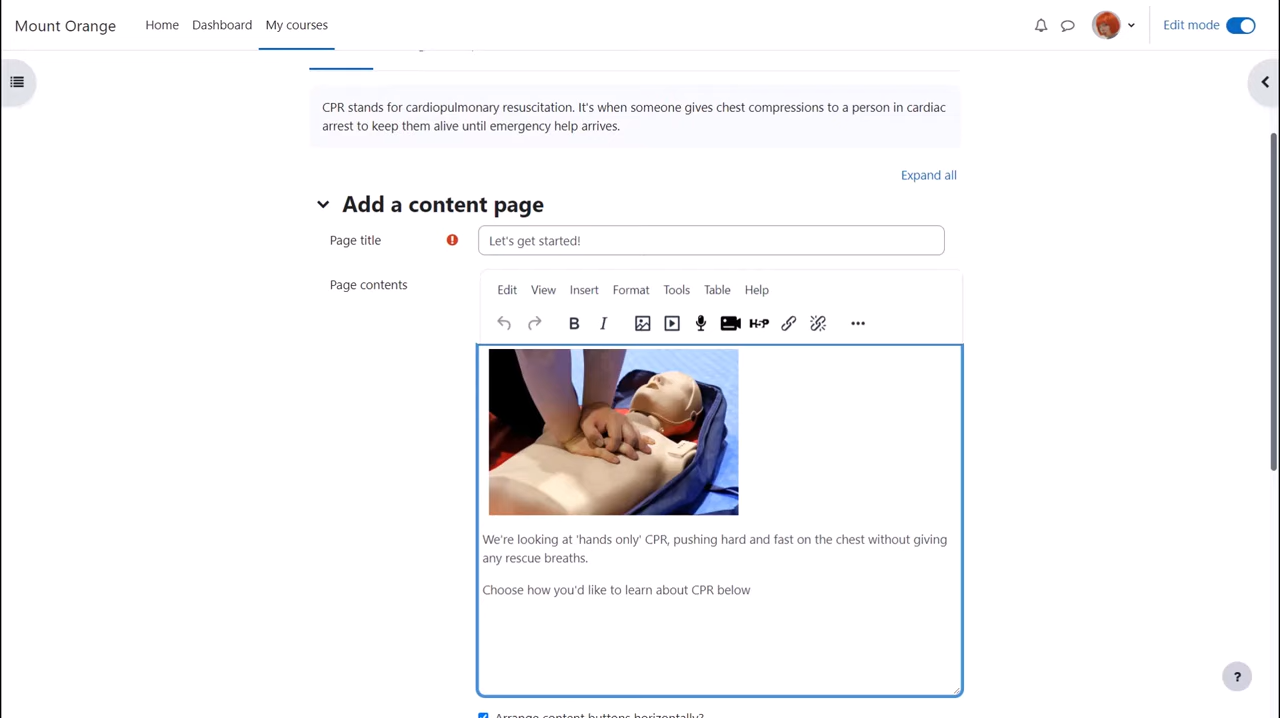 Mount Orange
Home
Dashboard
My courses
Edit mode
CPR stands for cardiopulmonary resuscitation. It's when someone gives chest compressions to a person in cardiac
arrest to keep them alive until emergency help arrives.
Expand all
Add a content page
Page title
Let's get started!
Page contents
Edit
View
Insert
Format
Tools
Table
Help
B
I
H-P
We're looking at 'hands only' CPR, pushing hard and fast on the chest without giving
any rescue breaths.
Choose how you'd like to learn about CPR below
?
Arrange content buttons horizontally?